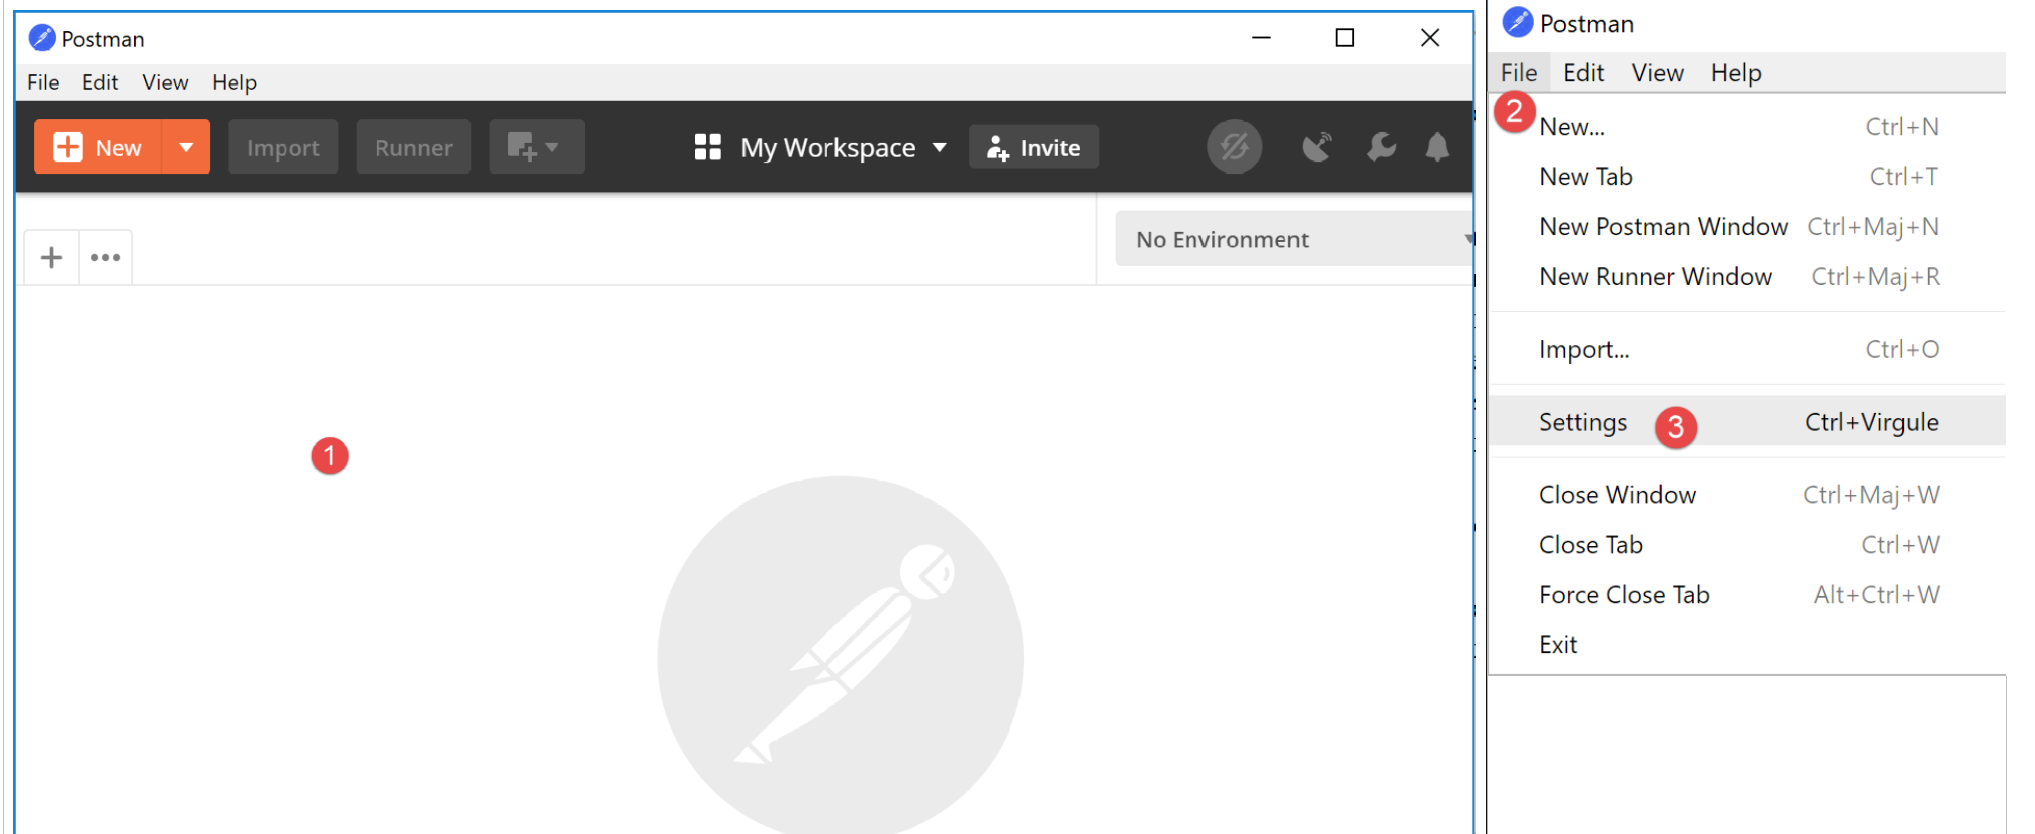 Postman
File Edit View Help
New Import Runner My Workspace Invite
No Environment
1
Postman
File Edit View Help
2
New... Ctrl+N
New Tab Ctrl+T
New Postman Window Ctrl+Maj+N
New Runner Window Ctrl+Maj+R
Import... Ctrl+O
Settings 3 Ctrl+Virgule
Close Window Ctrl+Maj+W
Close Tab Ctrl+W
Force Close Tab Alt+Ctrl+W
Exit